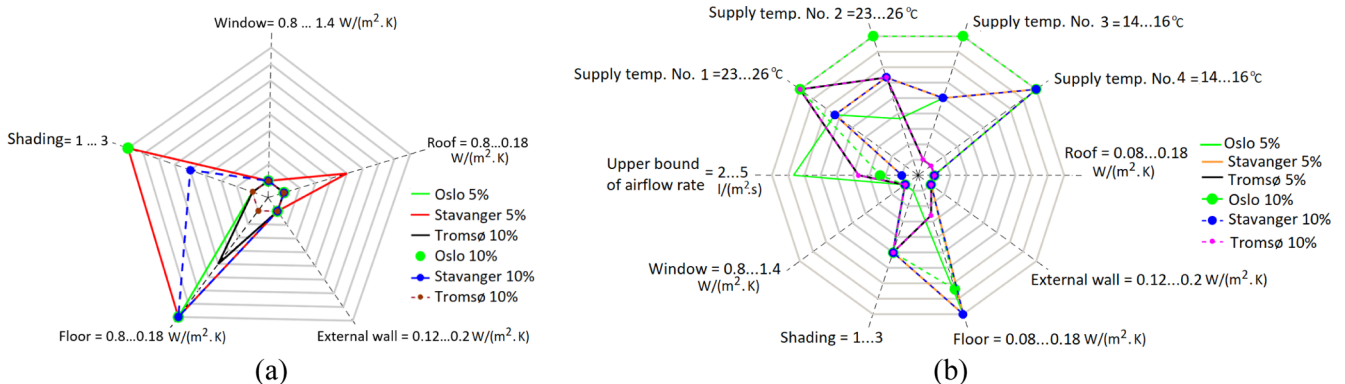 Window= 0.8 ... 1.4 W/(m². K)
Shading= 1 ... 3
Roof = 0.8...0.18
W/(m². K)
Floor = 0.8...0.18 W/(m². K)
External wall = 0.12...0.2 W/(m². K)
Oslo 5%
Stavanger 5%
Tromsø 10%
Oslo 10%
Stavanger 10%
Tromsø 10%
(a)
Supply temp. No. 2 =23...26 °C
Supply temp. No. 3 =14...16°C
Supply temp. No. 1 =23...26°C
Supply temp. No.4 =14...16°C
Upper bound
of airflow rate = 2...5
l/(m².s)
Roof = 0.08...0.18
W/(m². K)
Window = 0.8...1.4
W/(m². K)
External wall = 0.12...0.2 W/(m². K)
Shading = 1...3
Floor = 0.08...0.18 W/(m². K)
Oslo 5%
Stavanger 5%
Tromsø 5%
Oslo 10%
Stavanger 10%
Tromsø 10%
(b)